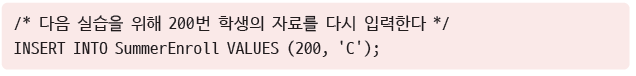 /* 다음 실습을 위해 200번 학생의 자료를 다시 입력한다 */
INSERT INTO SummerEnroll VALUES (200, 'C');